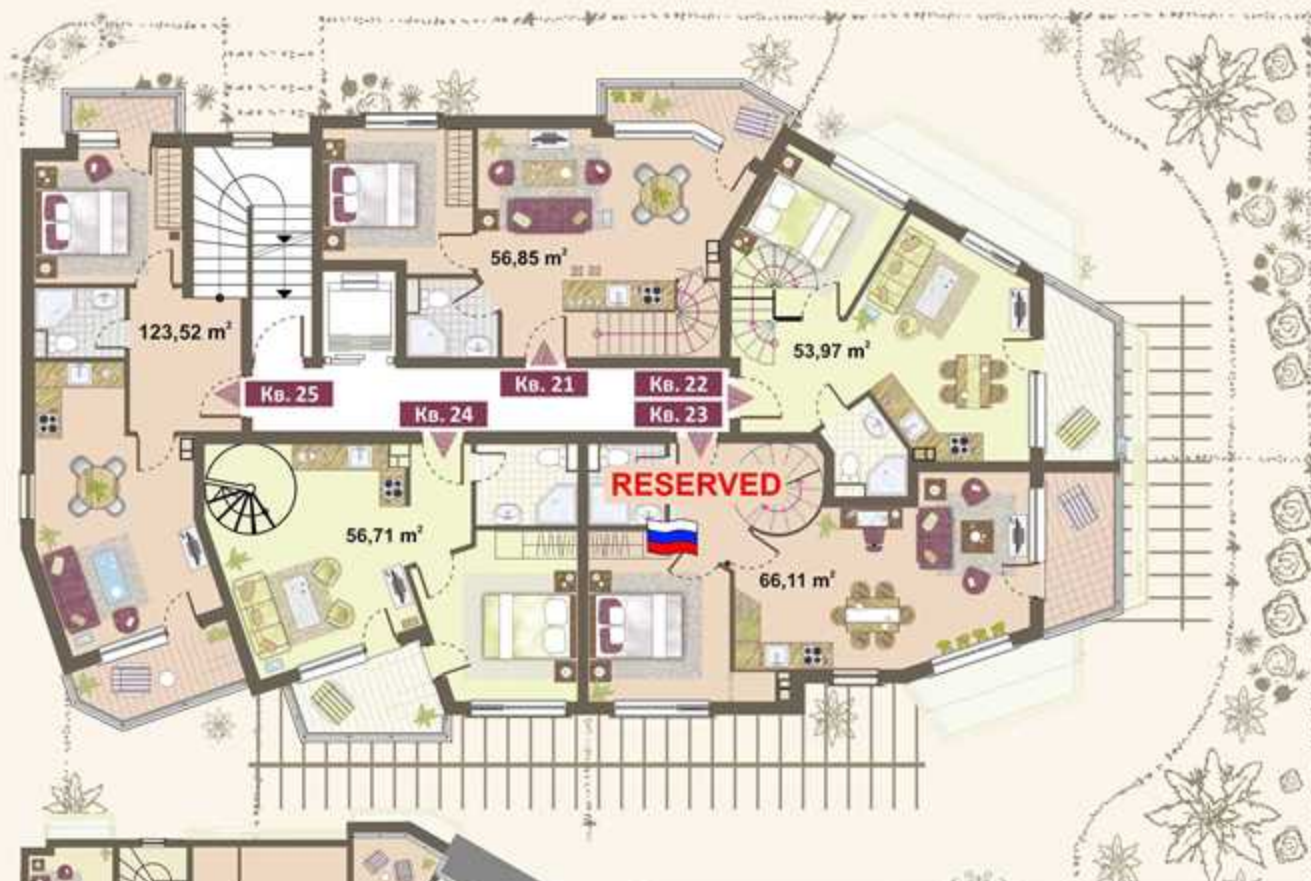 56,85 m²
123,52 m²
53,97 m²
Кв. 21
Кв. 22
Кв. 25
Кв. 24
Кв. 23
RESERVED
56,71 m²
66,11 m²